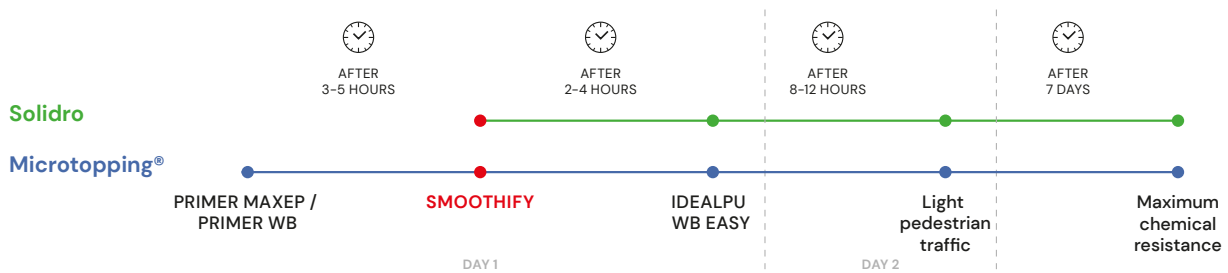 AFTER
3-5 HOURS
AFTER
2-4 HOURS
AFTER
8-12 HOURS
AFTER
7 DAYS
Solidro
Microtopping®
PRIMER MAXEP /
PRIMER WB
SMOOTHIFY
IDEALPU
WB EASY
Light
pedestrian
traffic
Maximum
chemical
resistance
DAY 1
DAY 2